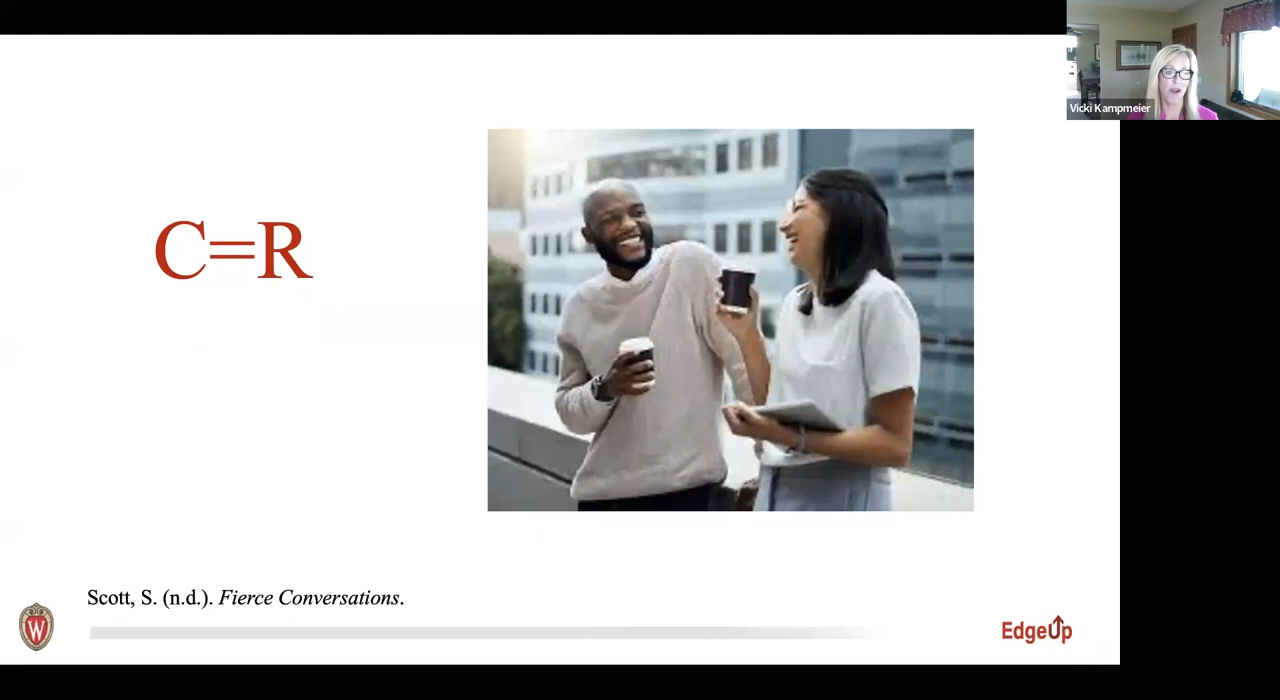 Vicki Kampmeier
C=R
Scott, S. (n.d.). Fierce Conversations.
W
EdgeUp